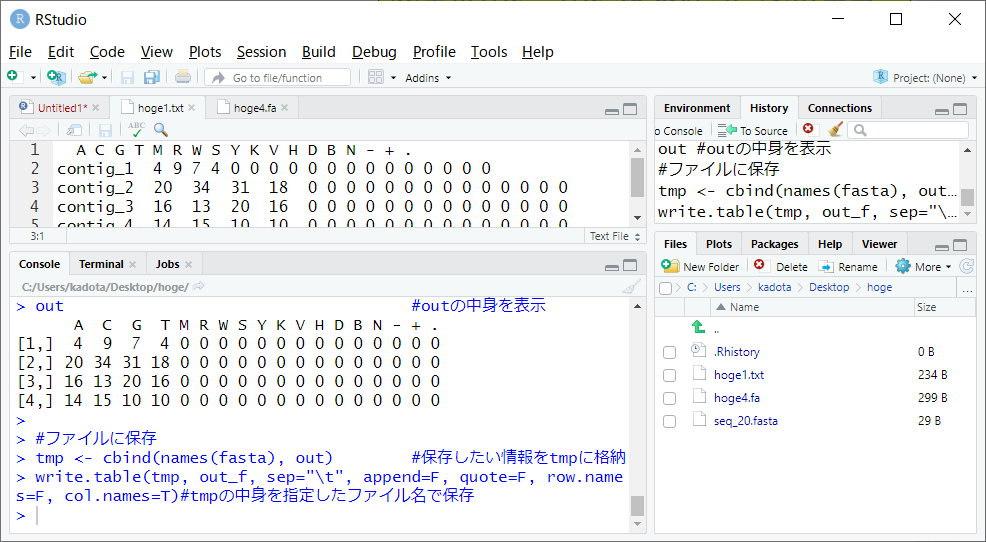 RStudio
File Edit Code View Plots Session Build Debug Profile Tools Help
Go to file/function Addins Project: (None)
Untitled1* hoge1.txt hoge4.fa
ABC
1 A C G T M R W S Y K V H D B N - + .
2 contig_1 4 9 7 4 0 0 0 0 0 0 0 0 0 0 0 0 0 0
3 contig_2 20 34 31 18 0 0 0 0 0 0 0 0 0 0 0 0 0 0
4 contig_3 16 13 20 16 0 0 0 0 0 0 0 0 0 0 0 0 0 0
5 contig_4 14 15 10 10 0 0 0 0 0 0 0 0 0 0 0 0 0 0
3:1 Text File
Console Terminal Jobs
C:/Users/kadota/Desktop/hoge/
> out #outの中身を表示
A C G T M R W S Y K V H D B N - + .
[1,] 4 9 7 4 0 0 0 0 0 0 0 0 0 0 0 0 0 0
[2,] 20 34 31 18 0 0 0 0 0 0 0 0 0 0 0 0 0 0
[3,] 16 13 20 16 0 0 0 0 0 0 0 0 0 0 0 0 0 0
[4,] 14 15 10 10 0 0 0 0 0 0 0 0 0 0 0 0 0 0
>
> #ファイルに保存
> tmp <- cbind(names(fasta), out) #保存したい情報をtmpに格納
> write.table(tmp, out_f, sep="\t", append=F, quote=F, row.name
s=F, col.names=T)#tmpの中身を指定したファイル名で保存
>
Environment History Connections
o Console To Source
out #outの中身を表示
#ファイルに保存
tmp <- cbind(names(fasta), out…
write.table(tmp, out_f, sep="\…
Files Plots Packages Help Viewer
New Folder Delete Rename More
C: Users kadota Desktop hoge ...
Name Size
..
.Rhistory 0 B
hoge1.txt 234 B
hoge4.fa 299 B
seq_20.fasta 29 B